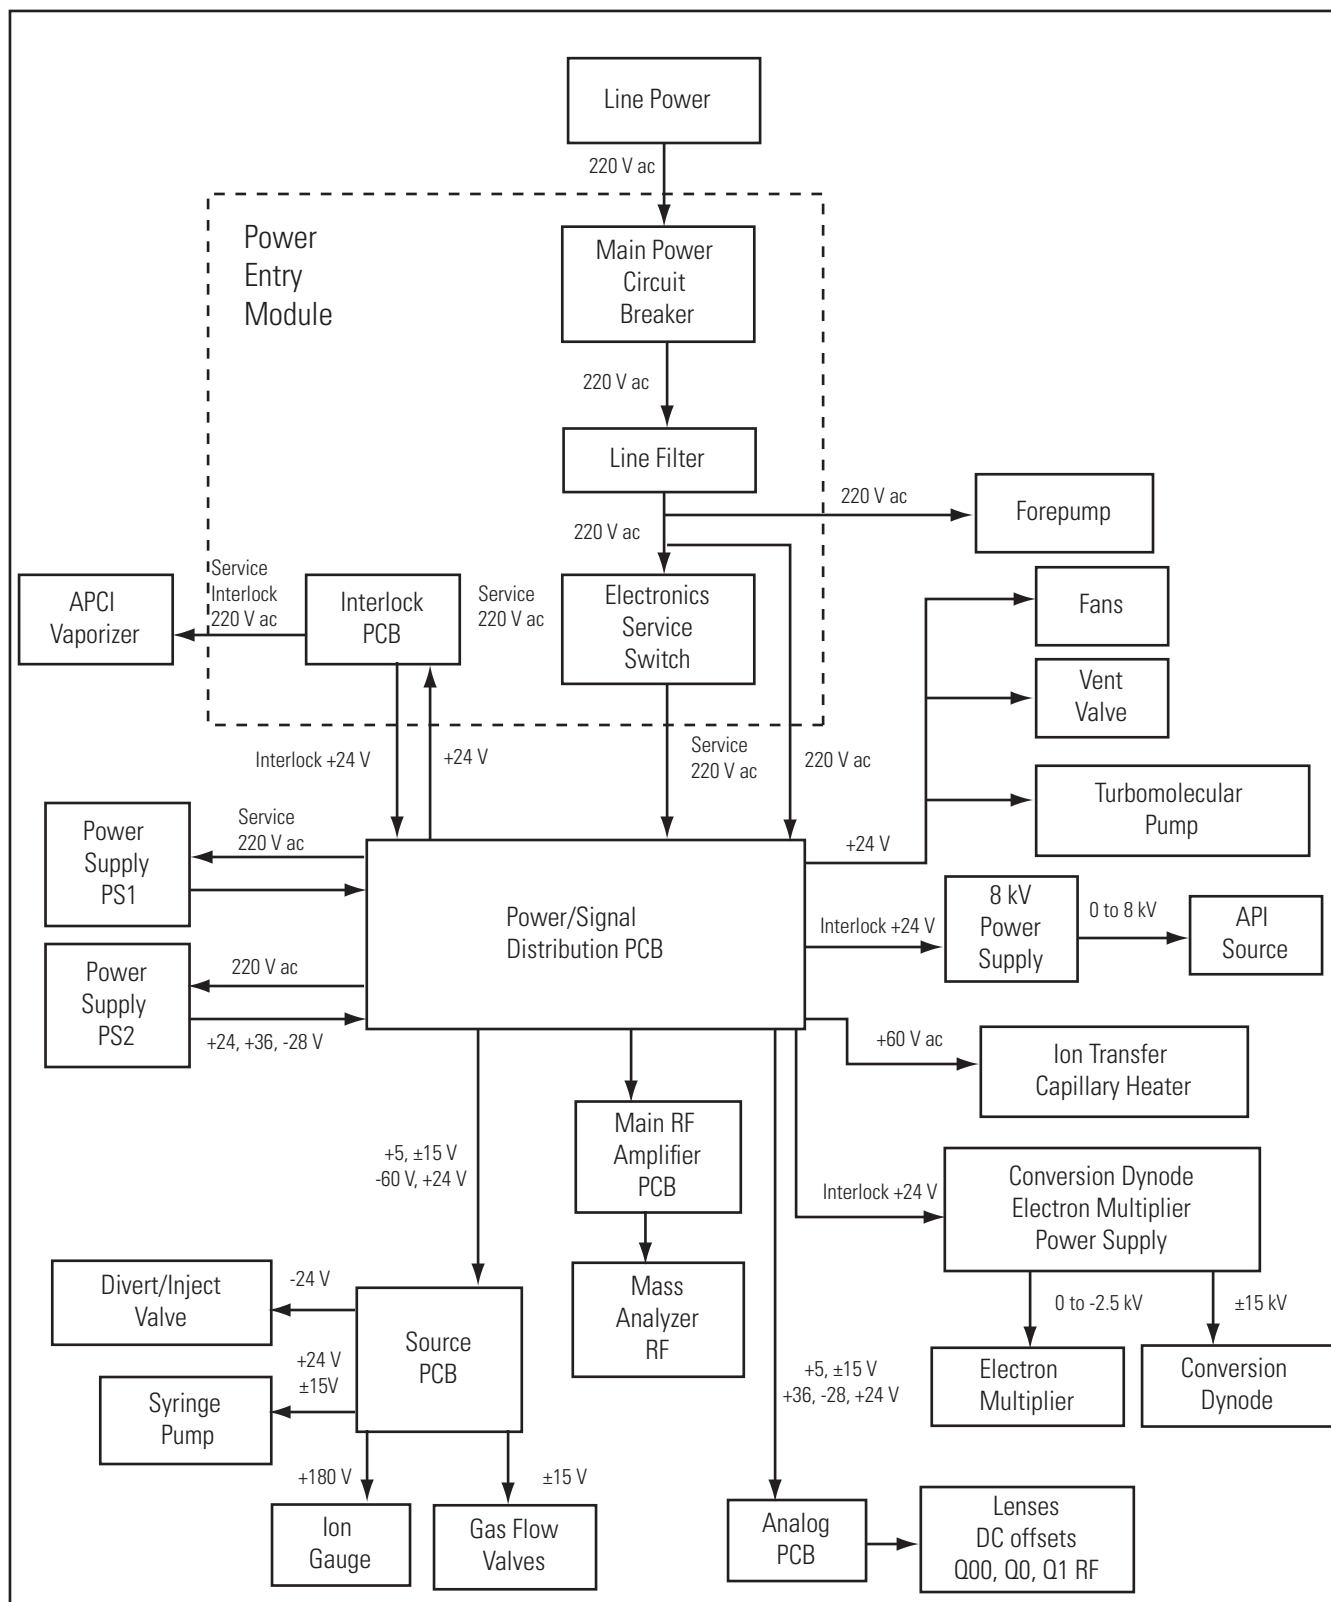 Line Power
220 V ac
Power
Entry
Module
Main Power
Circuit
Breaker
220 V ac
Line Filter
220 V ac
220 V ac
Forepump
Service
Interlock
220 V ac
APCI
Vaporizer
Interlock
PCB
Service
220 V ac
Electronics
Service
Switch
Fans
Vent
Valve
Interlock +24 V
+24 V
Service
220 V ac
220 V ac
Turbomolecular
Pump
+24 V
Power
Supply
PS1
Service
220 V ac
Power/Signal
Distribution PCB
Interlock +24 V
8 kV
Power
Supply
0 to 8 kV
API
Source
Power
Supply
PS2
220 V ac
+24, +36, -28 V
+60 V ac
Ion Transfer
Capillary Heater
+5, ±15 V
-60 V, +24 V
Main RF
Amplifier
PCB
Interlock +24 V
Conversion Dynode
Electron Multiplier
Power Supply
Divert/Inject
Valve
-24 V
Source
PCB
Mass
Analyzer
RF
0 to -2.5 kV
±15 kV
Electron
Multiplier
Conversion
Dynode
+24 V
±15V
Syringe
Pump
+5, ±15 V
+36, -28, +24 V
+180 V
±15 V
Ion
Gauge
Gas Flow
Valves
Analog
PCB
Lenses
DC offsets
Q00, Q0, Q1 RF